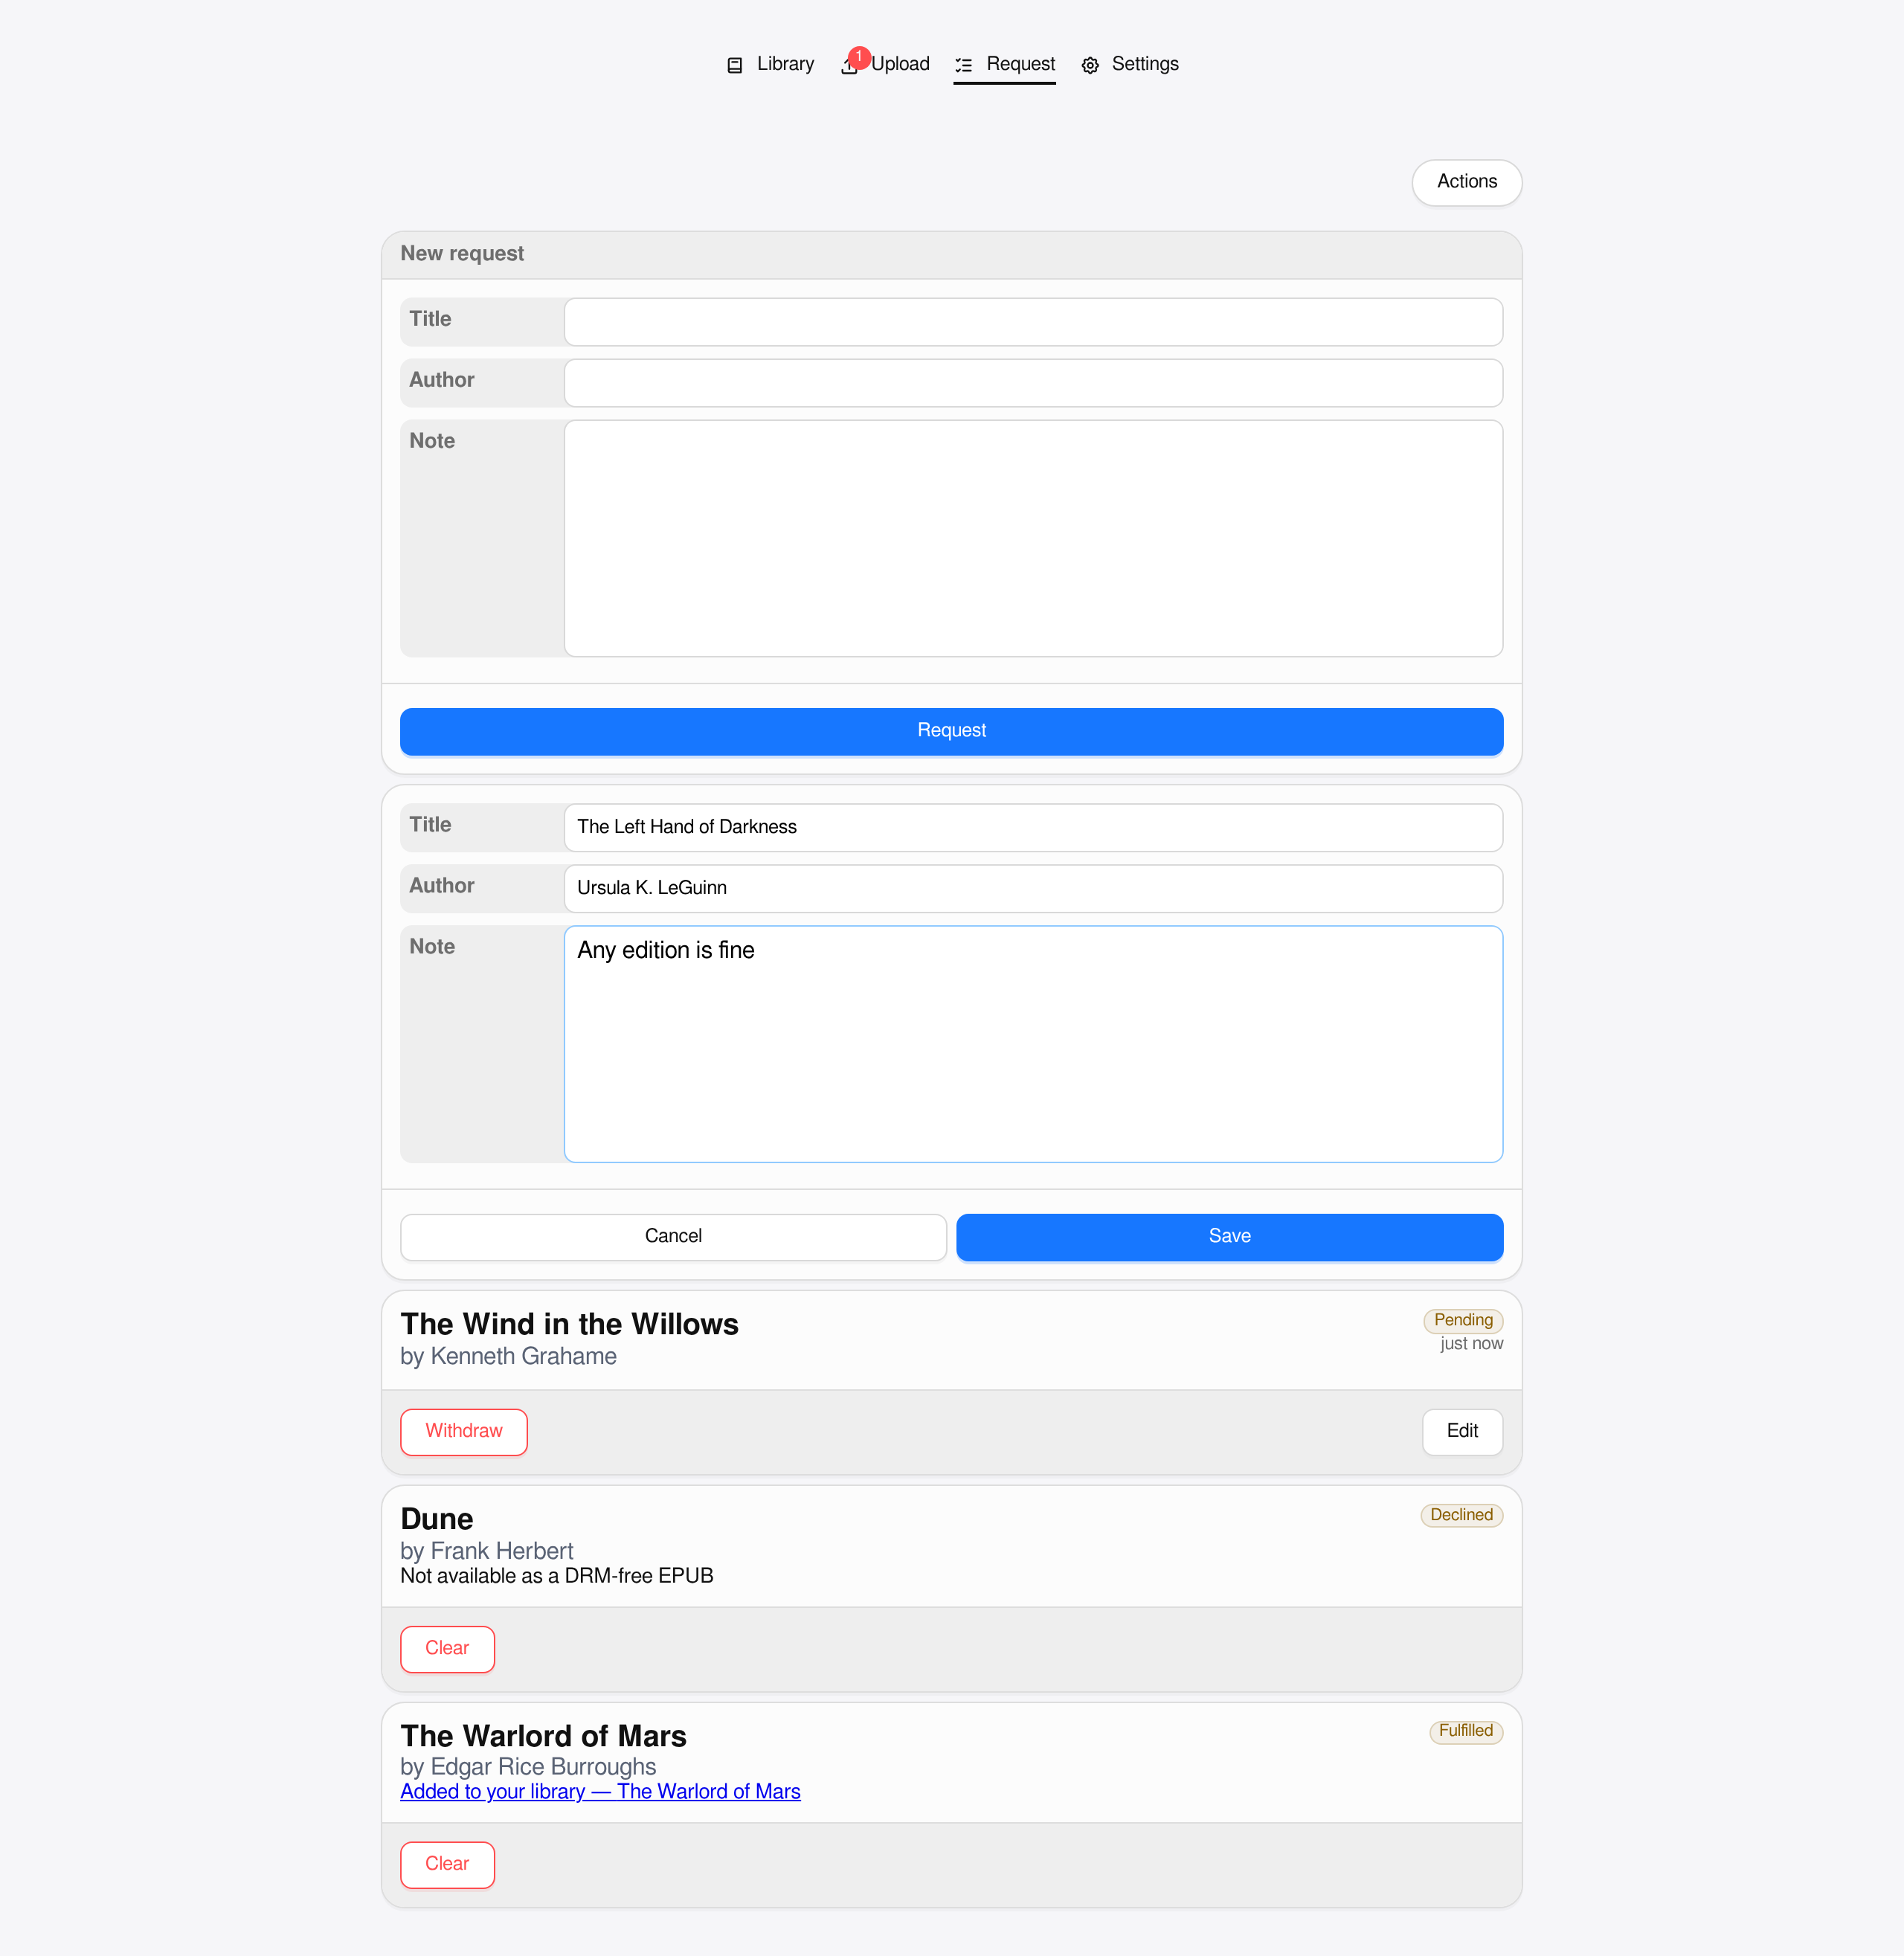 Library
1
Upload
Request
Settings
Actions
New request
Title
Author
Note
Request
Title
The Left Hand of Darkness
Author
Ursula K. LeGuinn
Note
Any edition is fine
Cancel
Save
The Wind in the Willows
Pending
by Kenneth Grahame
just now
Withdraw
Edit
Dune
Declined
by Frank Herbert
Not available as a DRM-free EPUB
Clear
The Warlord of Mars
Fulfilled
by Edgar Rice Burroughs
Added to your library — The Warlord of Mars
Clear